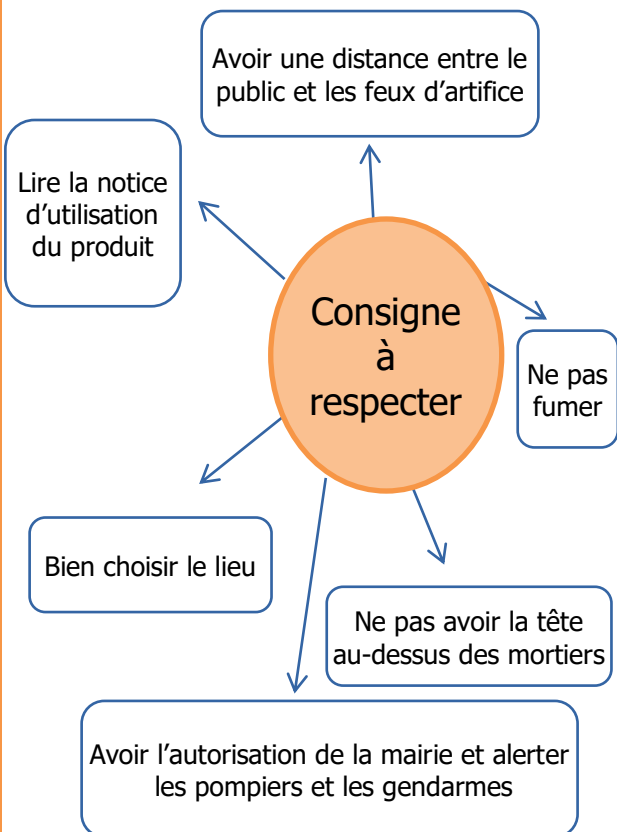 Avoir une distance entre le
public et les feux d’artifice
Lire la notice
d’utilisation
du produit
Consigne
à
respecter
Ne pas
fumer
Bien choisir le lieu
Ne pas avoir la tête
au-dessus des mortiers
Avoir l’autorisation de la mairie et alerter
les pompiers et les gendarmes